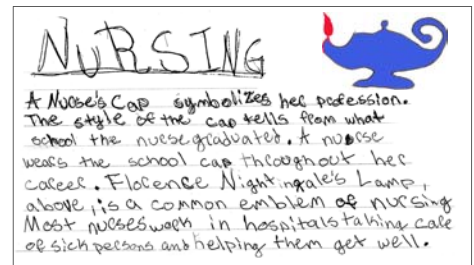 NURSING
A Nurse's Cap symbolizes her profession.
The style of the cap tells from what
school the nurse graduated. A nurse
wears the school cap throughout her
career. Florence Nightingale's Lamp,
above, is a common emblem of nursing
Most nurses work in hospitals taking care
of sick persons and helping them get well.